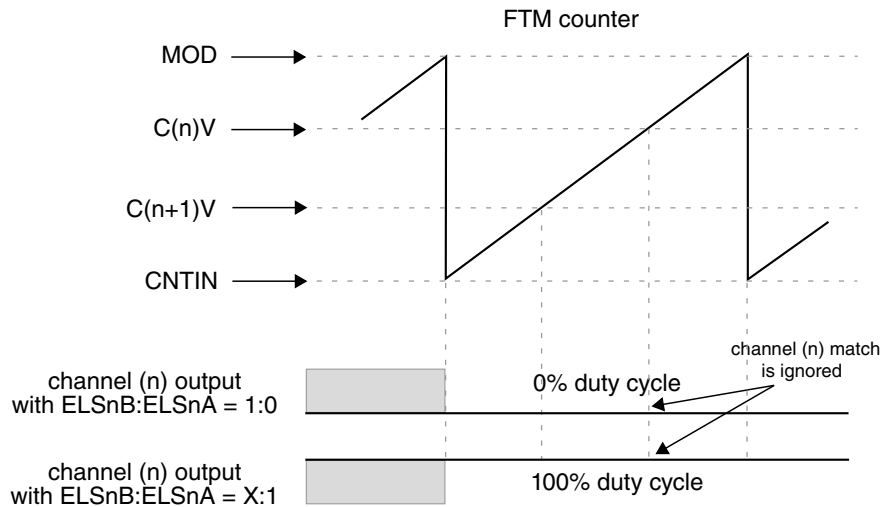 FTM counter
MOD
C(n)V
C(n+1)V
CNTIN
channel (n) match
is ignored
channel (n) output
with ELSnB:ELSnA = 1:0
0% duty cycle
channel (n) output
with ELSnB:ELSnA = X:1
100% duty cycle